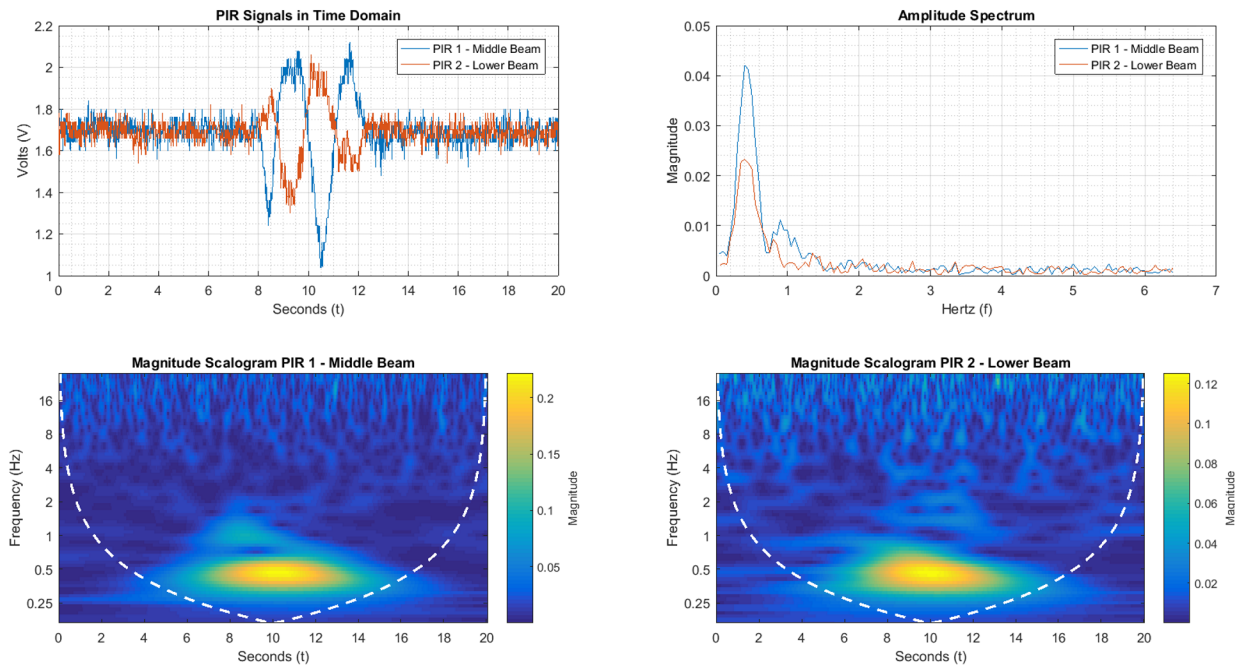 PIR Signals in Time Domain
2.2
2
1.8
1.6
1.4
1.2
1
Volts (V)
PIR 1 - Middle Beam
PIR 2 - Lower Beam
0 2 4 6 8 10 12 14 16 18 20
Seconds (t)
Amplitude Spectrum
0.05
0.04
0.03
0.02
0.01
0
Magnitude
PIR 1 - Middle Beam
PIR 2 - Lower Beam
0 1 2 3 4 5 6 7
Hertz (f)
Magnitude Scalogram PIR 1 - Middle Beam
16
8
4
2
1
0.5
0.25
Frequency (Hz)
0 2 4 6 8 10 12 14 16 18 20
Seconds (t)
0.2
0.15
0.1
0.05
Magnitude
Magnitude Scalogram PIR 2 - Lower Beam
16
8
4
2
1
0.5
0.25
Frequency (Hz)
0 2 4 6 8 10 12 14 16 18 20
Seconds (t)
0.12
0.1
0.08
0.06
0.04
0.02
Magnitude